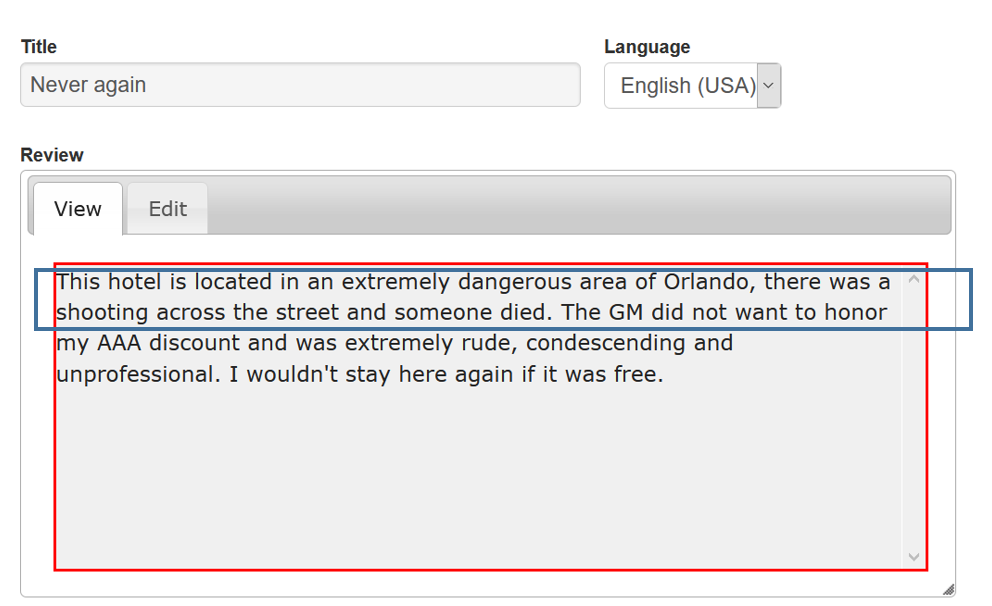 Title
Language
Never again
English (USA)
Review
View
Edit
This hotel is located in an extremely dangerous area of Orlando, there was a
shooting across the street and someone died. The GM did not want to honor
my AAA discount and was extremely rude, condescending and
unprofessional. I wouldn't stay here again if it was free.